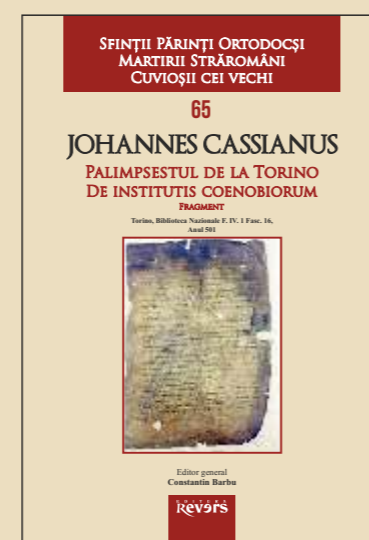 SFINȚII PĂRINȚI ORTODOCȘI
MARTIRII STRĂROMÂNI
CUVIOȘII CEI VECHI
65
JOHANNES CASSIANUS
PALIMPSESTUL DE LA TORINO
DE INSTITUTIS COENOBIORUM
FRAGMENT
Torino, Biblioteca Nazionale F. IV. 1 Fasc. 16,
Anul 501
Editor general
Constantin Barbu
EDITURA
Revers